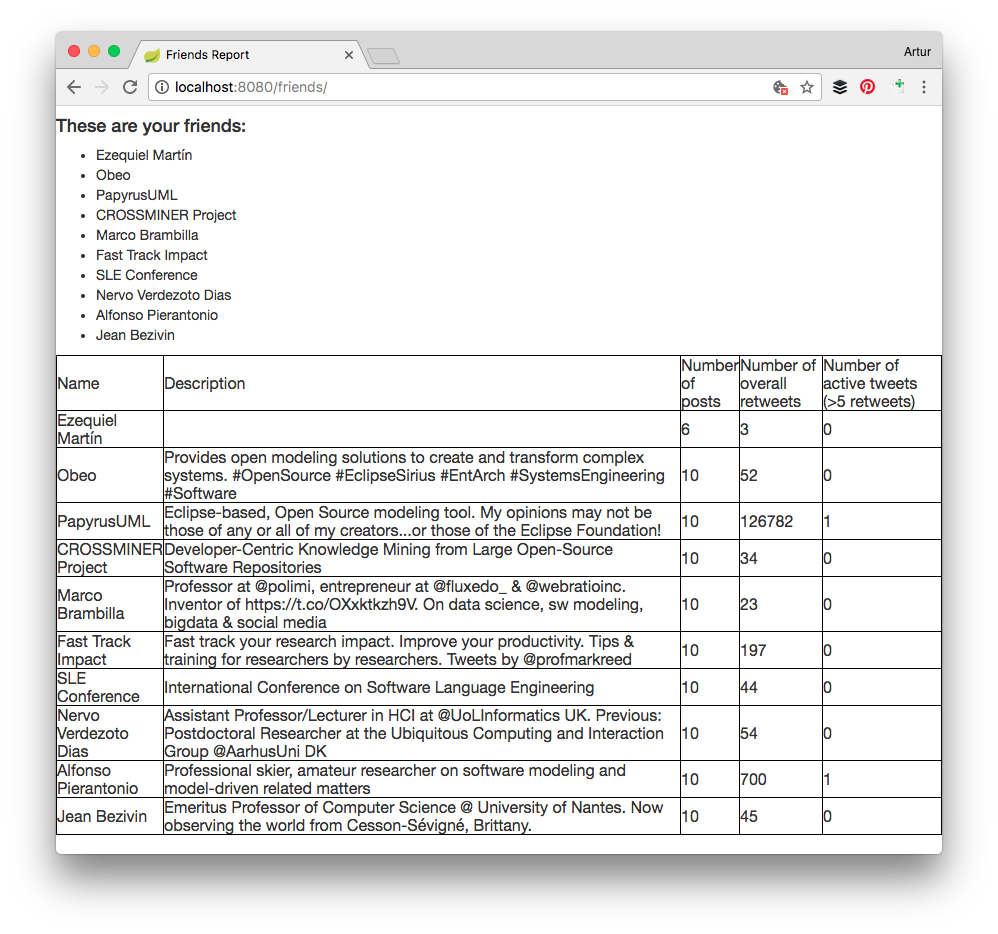 Friends Report
Artur
localhost:8080/friends/
These are your friends:
• Ezequiel Martín
• Obeo
• PapyrusUML
• CROSSMINER Project
• Marco Brambilla
• Fast Track Impact
• SLE Conference
• Nervo Verdezoto Dias
• Alfonso Pierantonio
• Jean Bezivin
Name
Description
Number
of
posts
Number of
overall
retweets
Number of
active tweets
(>5 retweets)
Ezequiel
Martín
6
3
0
Obeo
Provides open modeling solutions to create and transform complex
systems. #OpenSource #EclipseSirius #EntArch #SystemsEngineering
#Software
10
52
0
PapyrusUML
Eclipse-based, Open Source modeling tool. My opinions may not be
those of any or all of my creators...or those of the Eclipse Foundation!
10
126782
1
CROSSMINER
Project
Developer-Centric Knowledge Mining from Large Open-Source
Software Repositories
10
34
0
Marco
Brambilla
Professor at @polimi, entrepreneur at @fluxedo_ & @webratioinc.
Inventor of https://t.co/OXxktkzh9V. On data science, sw modeling,
bigdata & social media
10
23
0
Fast Track
Impact
Fast track your research impact. Improve your productivity. Tips &
training for researchers by researchers. Tweets by @profmarkreed
10
197
0
SLE
Conference
International Conference on Software Language Engineering
10
44
0
Nervo
Verdezoto
Dias
Assistant Professor/Lecturer in HCI at @UoLInformatics UK. Previous:
Postdoctoral Researcher at the Ubiquitous Computing and Interaction
Group @AarhusUni DK
10
54
0
Alfonso
Pierantonio
Professional skier, amateur researcher on software modeling and
model-driven related matters
10
700
1
Jean Bezivin
Emeritus Professor of Computer Science @ University of Nantes. Now
observing the world from Cesson-Sévigné, Brittany.
10
45
0